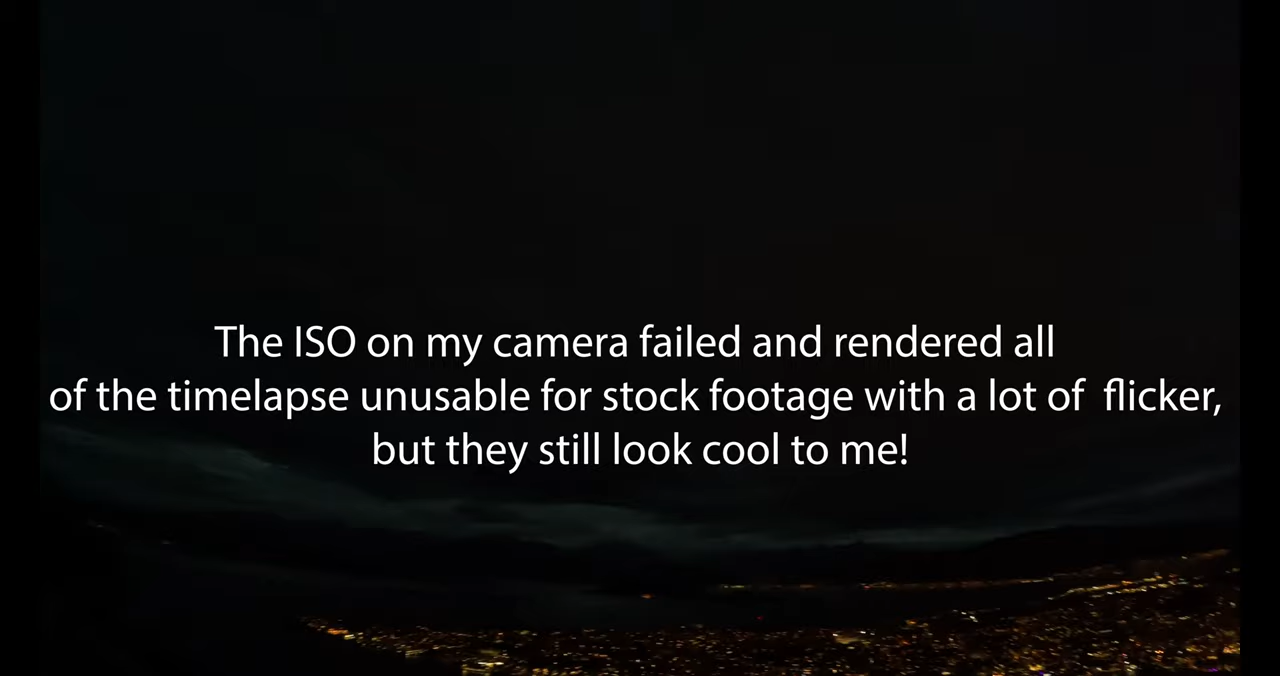 The ISO on my camera failed and rendered all
of the timelapse unusable for stock footage with a lot of  flicker,
but they still look cool to me!